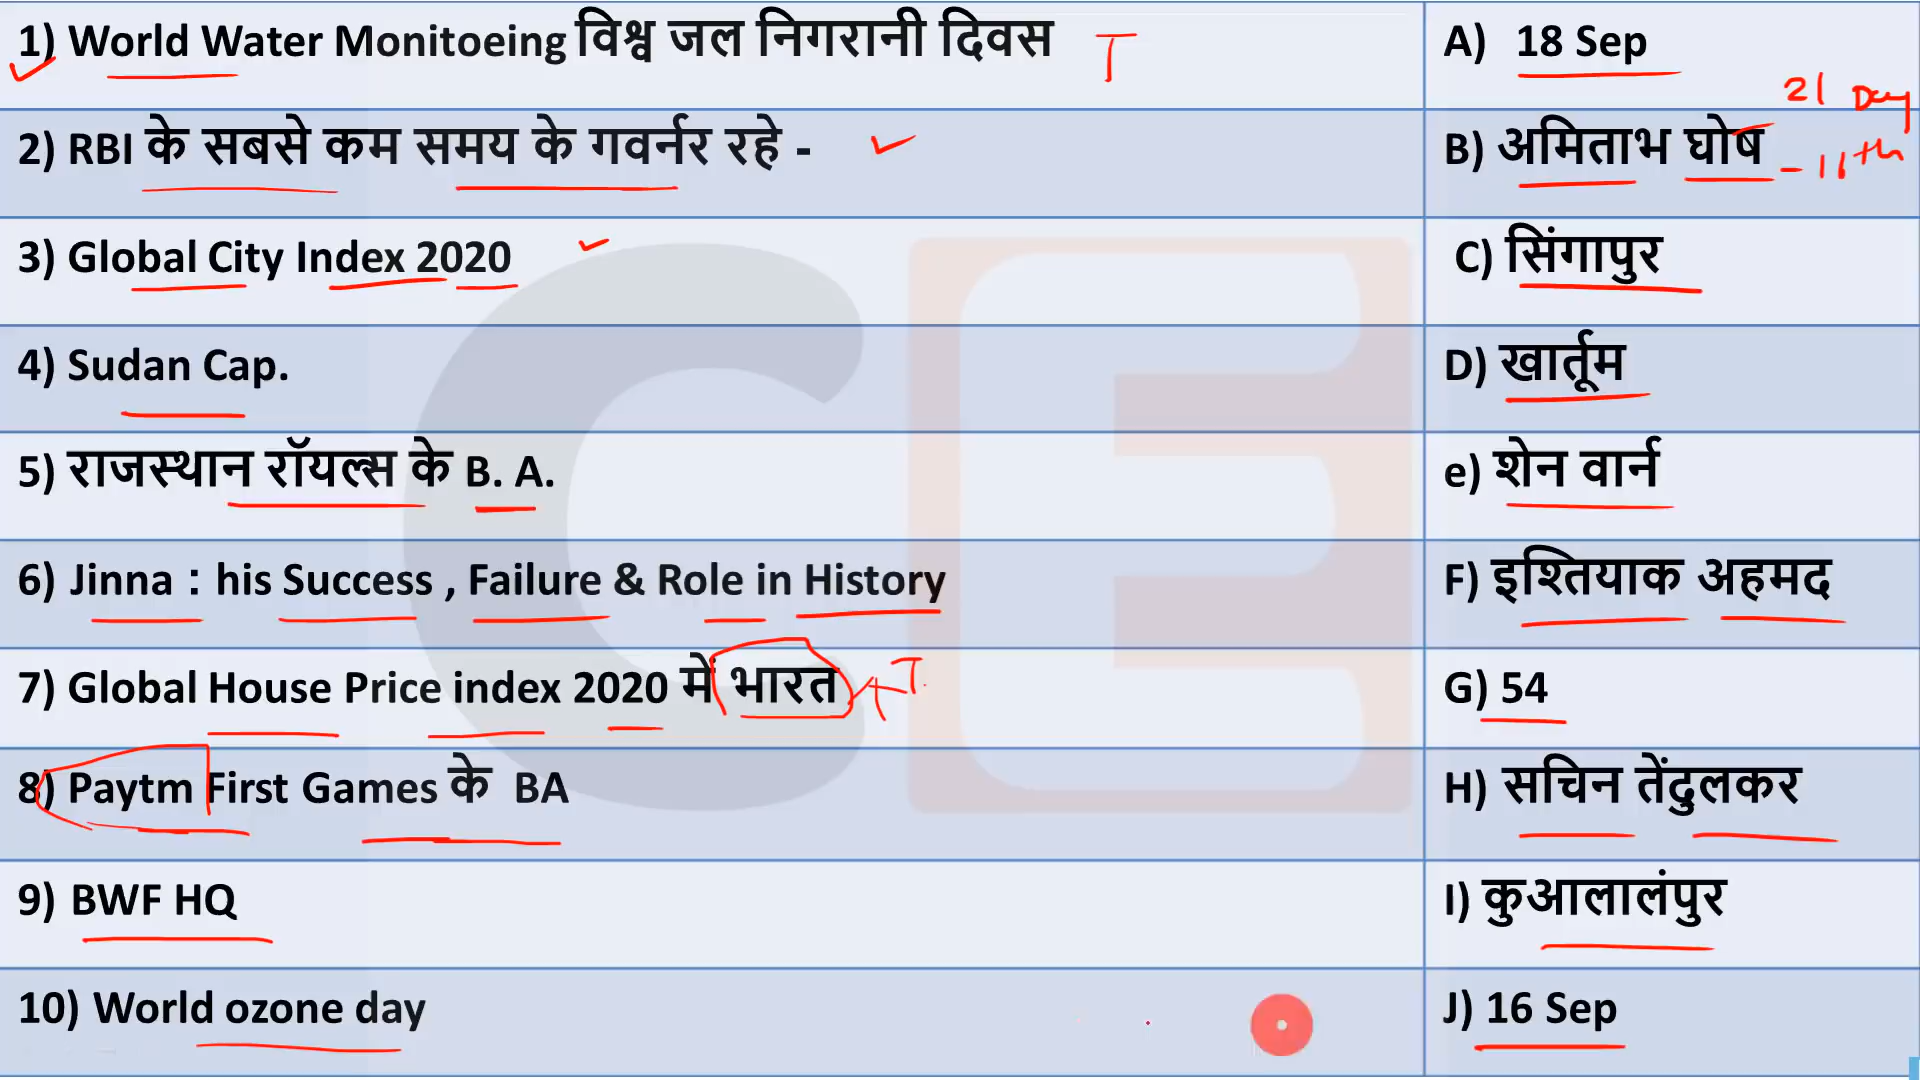 1) World Water Monitoeing विश्व जल निगरानी दिवस T
A) 18 Sep
2) RBI के सबसे कम समय के गवर्नर रहे -
21 Day
B) अमिताभ घोष - 11th
3) Global City Index 2020
C) सिंगापुर
4) Sudan Cap.
D) खार्तूम
5) राजस्थान रॉयल्स के B. A.
e) शेन वार्न
6) Jinna : his Success , Failure & Role in History
F) इश्तियाक अहमद
7) Global House Price index 2020 में भारत T
G) 54
8) Paytm First Games के BA
H) सचिन तेंदुलकर
9) BWF HQ
I) कुआलालंपुर
10) World ozone day
J) 16 Sep
CE